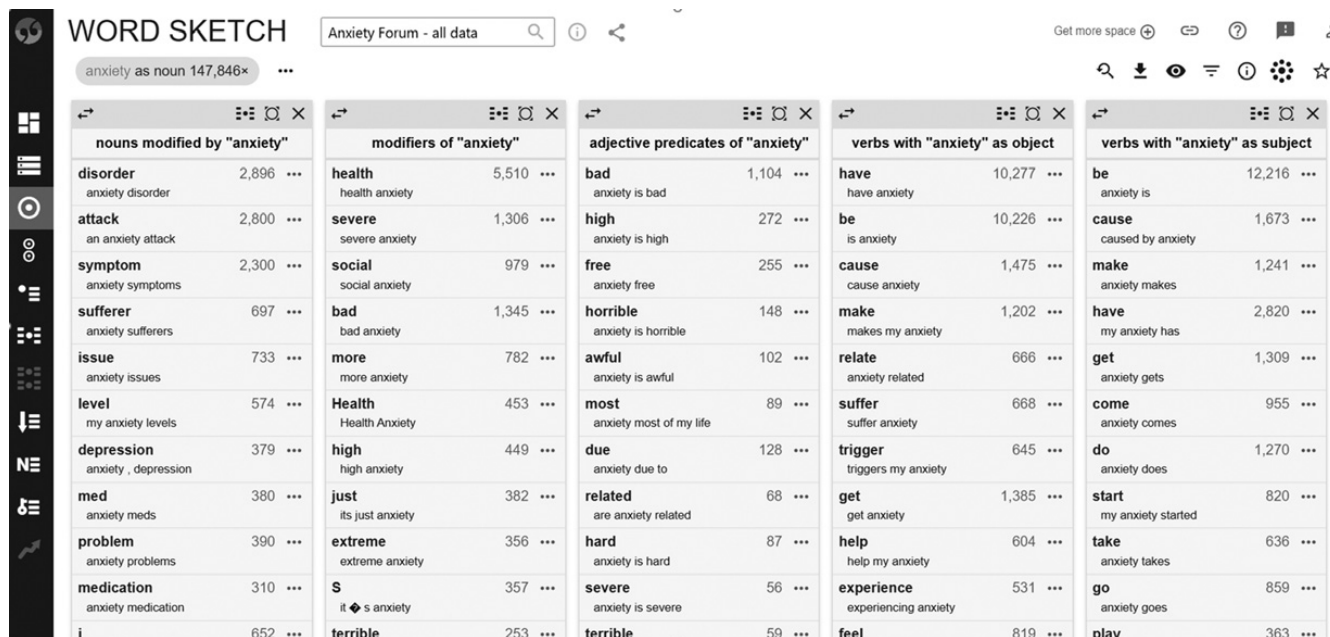 WORD SKETCH
Anxiety Forum - all data
Get more space
anxiety as noun 147,846×
nouns modified by "anxiety"
disorder 2,896
anxiety disorder
attack 2,800
an anxiety attack
symptom 2,300
anxiety symptoms
sufferer 697
anxiety sufferers
issue 733
anxiety issues
level 574
my anxiety levels
depression 379
anxiety , depression
med 380
anxiety meds
problem 390
anxiety problems
medication 310
anxiety medication
i 652
modifiers of "anxiety"
health 5,510
health anxiety
severe 1,306
severe anxiety
social 979
social anxiety
bad 1,345
bad anxiety
more 782
more anxiety
Health 453
Health Anxiety
high 449
high anxiety
just 382
its just anxiety
extreme 356
extreme anxiety
S 357
it � s anxiety
terrible 253
adjective predicates of "anxiety"
bad 1,104
anxiety is bad
high 272
anxiety is high
free 255
anxiety free
horrible 148
anxiety is horrible
awful 102
anxiety is awful
most 89
anxiety most of my life
due 128
anxiety due to
related 68
are anxiety related
hard 87
anxiety is hard
severe 56
anxiety is severe
terrible 59
verbs with "anxiety" as object
have 10,277
have anxiety
be 10,226
is anxiety
cause 1,475
cause anxiety
make 1,202
makes my anxiety
relate 666
anxiety related
suffer 668
suffer anxiety
trigger 645
triggers my anxiety
get 1,385
get anxiety
help 604
help my anxiety
experience 531
experiencing anxiety
feel 819
verbs with "anxiety" as subject
be 12,216
anxiety is
cause 1,673
caused by anxiety
make 1,241
anxiety makes
have 2,820
my anxiety has
get 1,309
anxiety gets
come 955
anxiety comes
do 1,270
anxiety does
start 820
my anxiety started
take 636
anxiety takes
go 859
anxiety goes
play 363